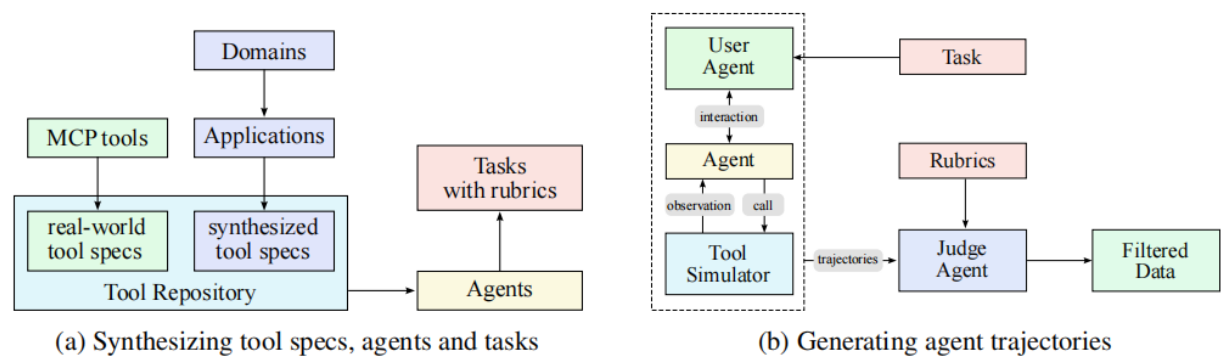 Domains
MCP tools
Applications
real-world
tool specs
synthesized
tool specs
Tool Repository
Tasks
with rubrics
Agents
(a) Synthesizing tool specs, agents and tasks
User
Agent
Task
interaction
Agent
Rubrics
observation
call
Tool
Simulator
trajectories
Judge
Agent
Filtered
Data
(b) Generating agent trajectories